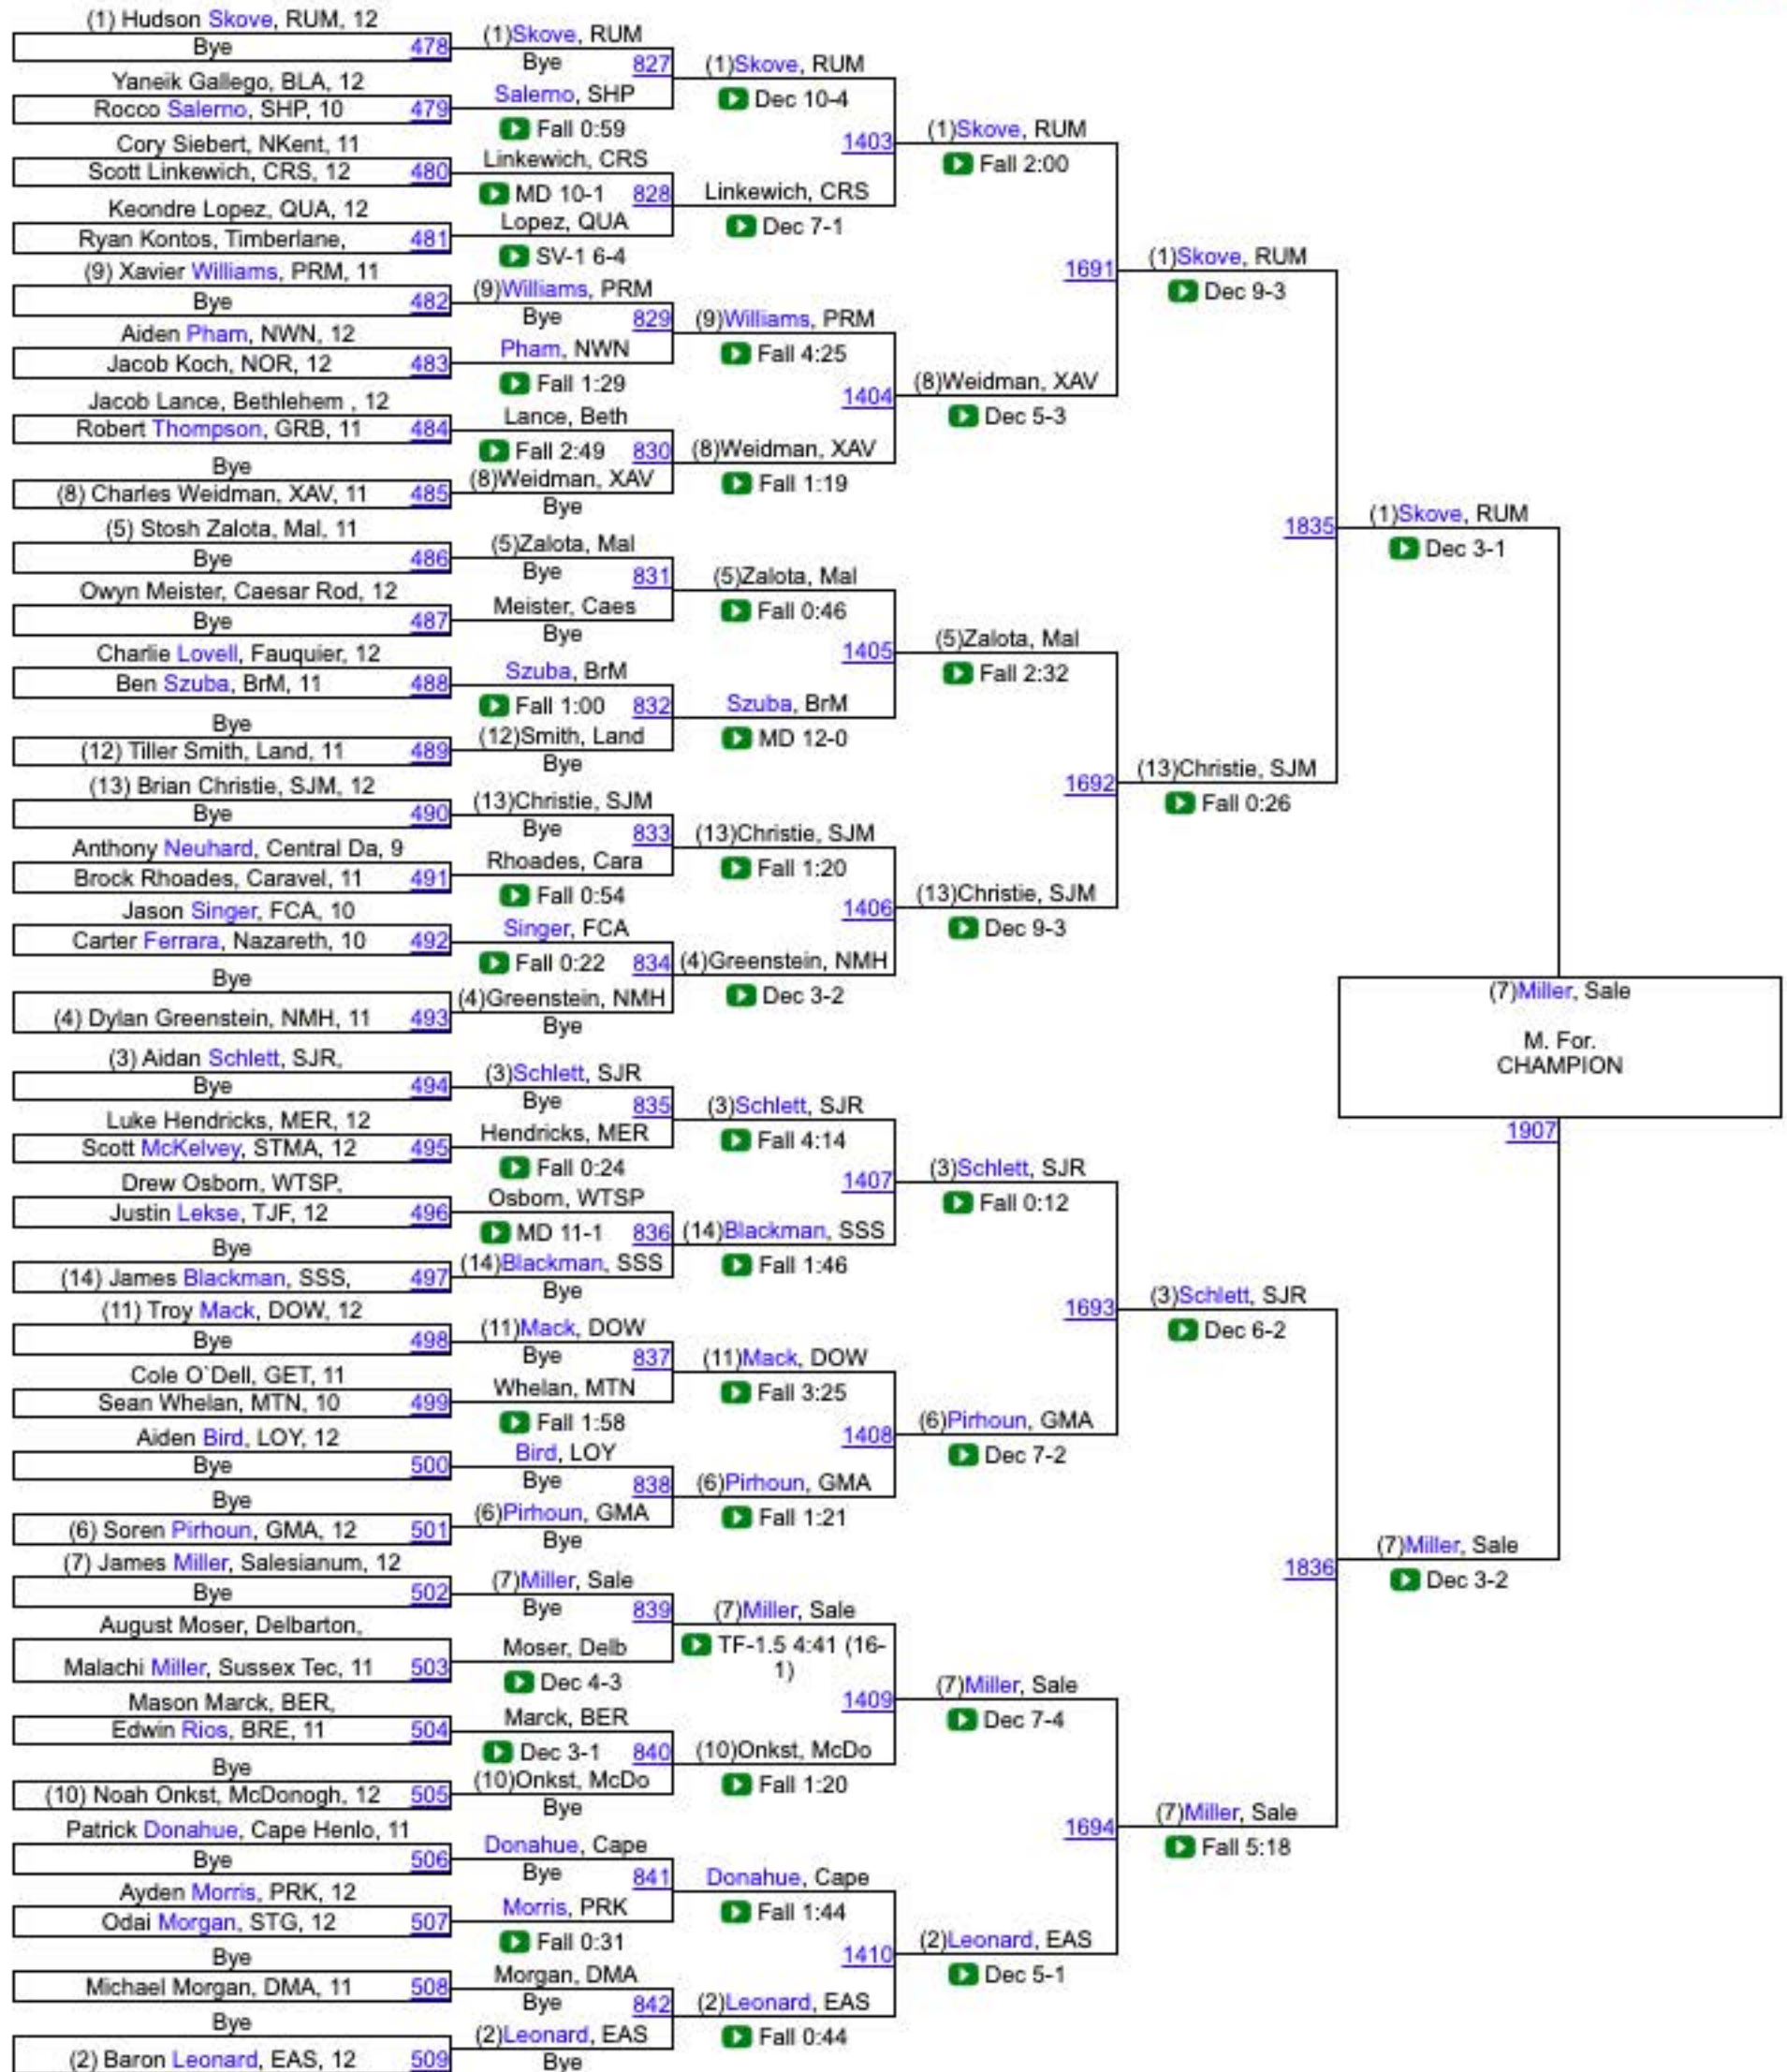 (1) Hudson Skove, RUM, 12
Bye
478
Yaneik Gallego, BLA, 12
Rocco Salerno, SHP, 10
479
Cory Siebert, NKent, 11
Scott Linkewich, CRS, 12
480
Keondre Lopez, QUA, 12
Ryan Kontos, Timberlane,
481
(9) Xavier Williams, PRM, 11
Bye
482
Aiden Pham, NWN, 12
Jacob Koch, NOR, 12
483
Jacob Lance, Bethlehem , 12
Robert Thompson, GRB, 11
484
Bye
(8) Charles Weidman, XAV, 11
485
(5) Stosh Zalota, Mal, 11
Bye
486
Owyn Meister, Caesar Rod, 12
Bye
487
Charlie Lovell, Fauquier, 12
Ben Szuba, BrM, 11
488
Bye
(12) Tiller Smith, Land, 11
489
(13) Brian Christie, SJM, 12
Bye
490
Anthony Neuhard, Central Da, 9
Brock Rhoades, Caravel, 11
491
Jason Singer, FCA, 10
Carter Ferrara, Nazareth, 10
492
Bye
(4) Dylan Greenstein, NMH, 11
493
(3) Aidan Schlett, SJR,
Bye
494
Luke Hendricks, MER, 12
Scott McKelvey, STMA, 12
495
Drew Osborn, WTSP,
Justin Lekse, TJF, 12
496
Bye
(14) James Blackman, SSS,
497
(11) Troy Mack, DOW, 12
Bye
498
Cole O`Dell, GET, 11
Sean Whelan, MTN, 10
499
Aiden Bird, LOY, 12
Bye
500
Bye
(6) Soren Pirhoun, GMA, 12
501
(7) James Miller, Salesianum, 12
Bye
502
August Moser, Delbarton,
Malachi Miller, Sussex Tec, 11
503
Mason Marck, BER,
Edwin Rios, BRE, 11
504
Bye
(10) Noah Onkst, McDonogh, 12
505
Patrick Donahue, Cape Henlo, 11
Bye
506
Ayden Morris, PRK, 12
Odai Morgan, STG, 12
507
Bye
Michael Morgan, DMA, 11
508
Bye
(2) Baron Leonard, EAS, 12
509
(1)Skove, RUM
Bye
827
Salerno, SHP
Fall 0:59
Linkewich, CRS
MD 10-1
828
Lopez, QUA
SV-1 6-4
(9)Williams, PRM
Bye
829
Pham, NWN
Fall 1:29
Lance, Beth
Fall 2:49
830
(8)Weidman, XAV
Bye
(5)Zalota, Mal
Bye
831
Meister, Caes
Bye
Szuba, BrM
Fall 1:00
832
(12)Smith, Land
Bye
(13)Christie, SJM
Bye
833
Rhoades, Cara
Fall 0:54
Singer, FCA
Fall 0:22
834
(4)Greenstein, NMH
Bye
(3)Schlett, SJR
Bye
835
Hendricks, MER
Fall 0:24
Osborn, WTSP
MD 11-1
836
(14)Blackman, SSS
Bye
(11)Mack, DOW
Bye
837
Whelan, MTN
Fall 1:58
Bird, LOY
Bye
838
(6)Pirhoun, GMA
Bye
(7)Miller, Sale
Bye
839
Moser, Delb
Dec 4-3
Marck, BER
Dec 3-1
840
(10)Onkst, McDo
Bye
Donahue, Cape
Bye
841
Morris, PRK
Fall 0:31
Morgan, DMA
Bye
842
(2)Leonard, EAS
Bye
(1)Skove, RUM
Dec 10-4
1403
Linkewich, CRS
Dec 7-1
(9)Williams, PRM
Fall 4:25
1404
(8)Weidman, XAV
Fall 1:19
(5)Zalota, Mal
Fall 0:46
1405
Szuba, BrM
MD 12-0
(13)Christie, SJM
Fall 1:20
1406
(4)Greenstein, NMH
Dec 3-2
(3)Schlett, SJR
Fall 4:14
1407
(14)Blackman, SSS
Fall 1:46
(11)Mack, DOW
Fall 3:25
1408
(6)Pirhoun, GMA
Fall 1:21
(7)Miller, Sale
TF-1.5 4:41 (16-
1)
1409
(10)Onkst, McDo
Fall 1:20
Donahue, Cape
Fall 1:44
1410
(2)Leonard, EAS
Fall 0:44
(1)Skove, RUM
Fall 2:00
1691
(8)Weidman, XAV
Dec 5-3
(5)Zalota, Mal
Fall 2:32
1692
(13)Christie, SJM
Dec 9-3
(3)Schlett, SJR
Fall 0:12
1693
(6)Pirhoun, GMA
Dec 7-2
(7)Miller, Sale
Dec 7-4
1694
(2)Leonard, EAS
Dec 5-1
(1)Skove, RUM
Dec 9-3
1835
(13)Christie, SJM
Fall 0:26
(3)Schlett, SJR
Dec 6-2
1836
(7)Miller, Sale
Fall 5:18
(1)Skove, RUM
Dec 3-1
(7)Miller, Sale
M. For.
CHAMPION
1907
(7)Miller, Sale
Dec 3-2